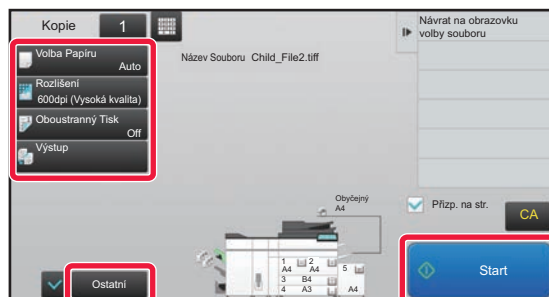 Kopie 1
Návrat na obrazovku
volby souboru
Volba Papíru
Auto
Název Souboru Child_File2.tiff
Rozlišení
600dpi (Vysoká kvalita)
Oboustranný Tisk
Off
Výstup
Obyčejný
A4
Přizp. na str.
CA
1 2
A4 A4
5
3 B4
4 A3
A4
Ostatní
Start